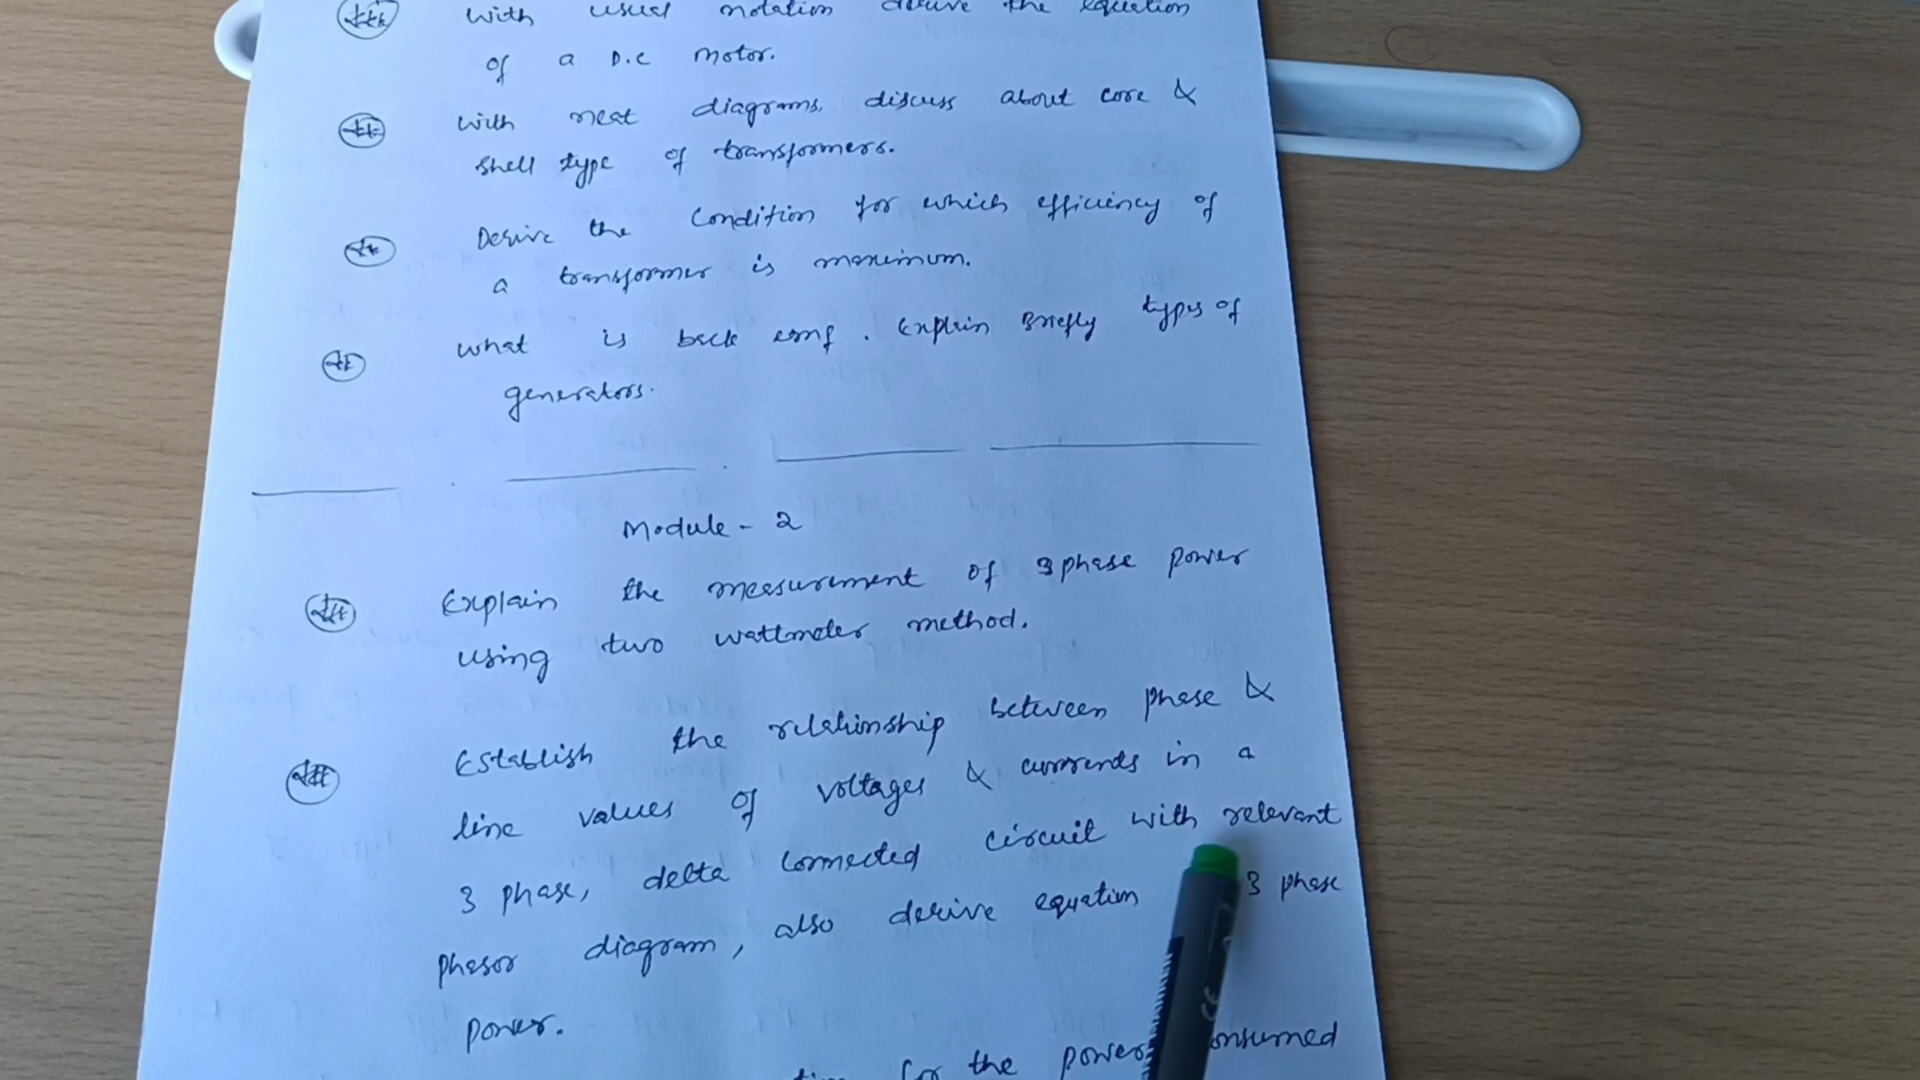 with usual notation derive the equation
of a D.C motor.
with neat diagrams, discuss about core &
shell type of transformers.
Derive the condition for which efficiency of
a transformer is maximum.
what is back emf. Explain Briefly types of
generators.
Module - 2
Explain the measurement of 3 phase power
using two wattmeter method.
Establish the relationship between phase &
line values of voltages & currents in a
3 phase, delta connected circuit with relevant
phasor diagram, also derive equation 3 phase
power.
for the power consumed